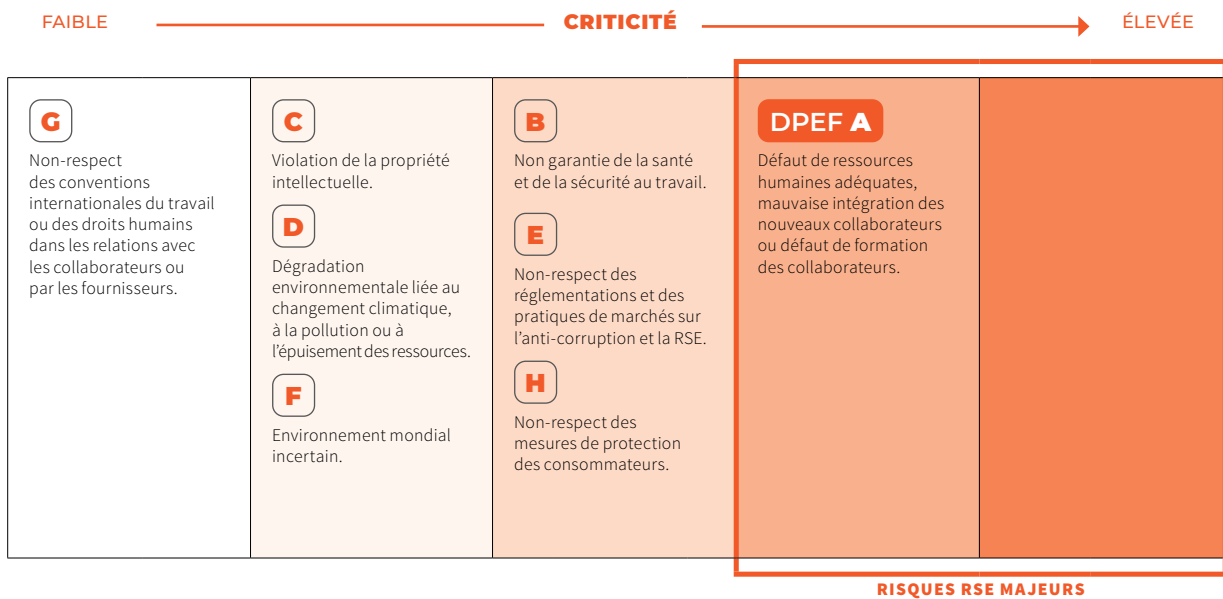 FAIBLE
CRITICITÉ
ÉLEVÉE
G
Non-respect
des conventions
internationales du travail
ou des droits humains
dans les relations avec
les collaborateurs ou
par les fournisseurs.
C
Violation de la propriété
intellectuelle.
D
Dégradation
environnementale liée au
changement climatique,
à la pollution ou à
l’épuisement des ressources.
F
Environnement mondial
incertain.
B
Non garantie de la santé
et de la sécurité au travail.
E
Non-respect des
réglementations et des
pratiques de marchés sur
l’anti-corruption et la RSE.
H
Non-respect des
mesures de protection
des consommateurs.
DPEF A
Défaut de ressources
humaines adéquates,
mauvaise intégration des
nouveaux collaborateurs
ou défaut de formation
des collaborateurs.
RISQUES RSE MAJEURS